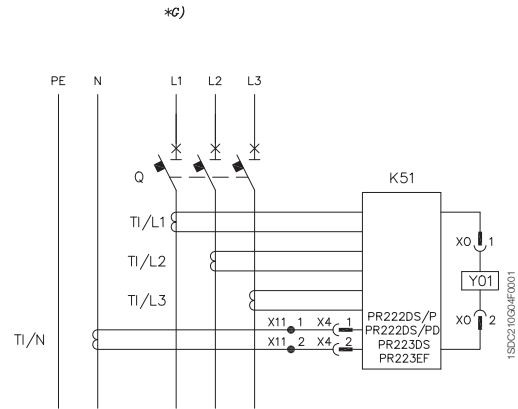 *G)
PE N L1 L2 L3
Q
K51
TI/L1
X0 1
TI/L2
Y01
TI/L3
X0 2
PR222DS/P
X11 1 X4 1
PR222DS/PD
TI/N
PR223DS
X11 2 X4 2
PR223EF
1SDC210G04F0001